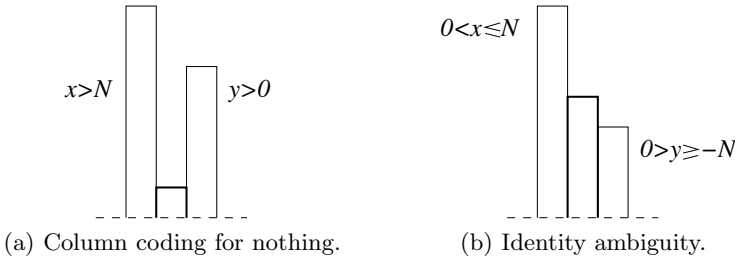 0<x≤N
x>N
y>0
0>y≥−N
(a) Column coding for nothing.
(b) Identity ambiguity.